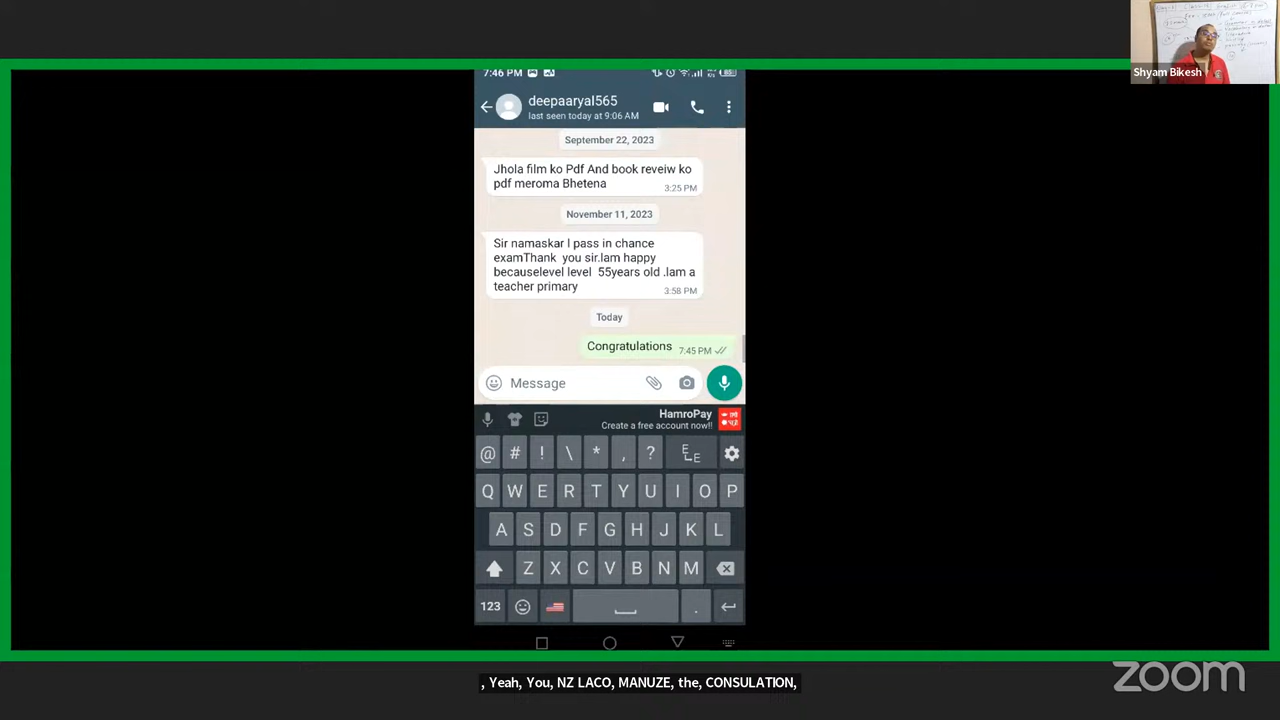 Shyam Bikesh
7:46 PM
deepaaryal565
last seen today at 9:06 AM
September 22, 2023
Jhola film ko Pdf And book reveiw ko
pdf meroma Bhetena
3:25 PM
November 11, 2023
Sir namaskar I pass in chance
examThank you sir.Iam happy
becauselevel level 55years old .Iam a
teacher primary
3:58 PM
Today
Congratulations 7:45 PM
Message
HamroPay
Create a free account now!!
@ # ! \ * , ?
Q W E R T Y U I O P
A S D F G H J K L
Z X C V B N M
123 .
, Yeah, You, NZ LACO, MANUZE, the, CONSULATION,
zoom